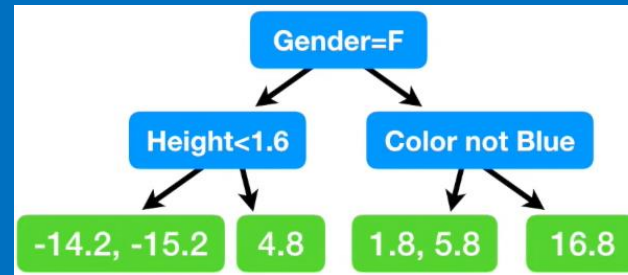 Gender=F
Height<1.6
Color not Blue
-14.2, -15.2
4.8
1.8, 5.8
16.8